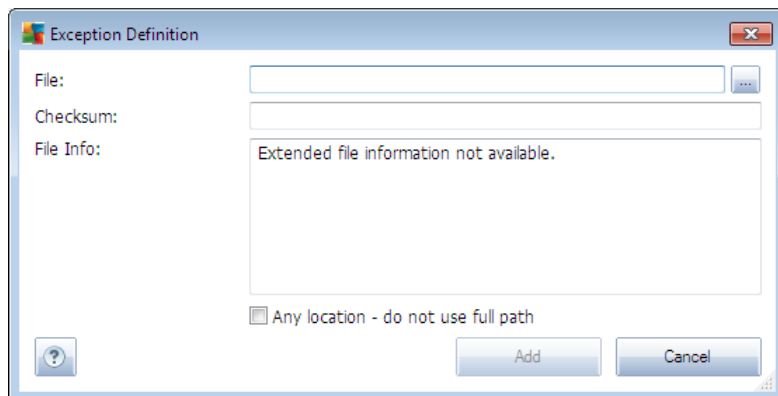 Exception Definition
File:
...
Checksum:
File Info:
Extended file information not available.
Any location - do not use full path
?
Add
Cancel